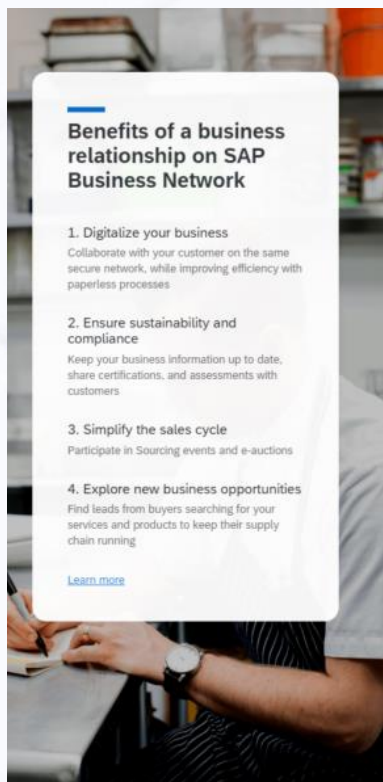 Benefits of a business
relationship on SAP
Business Network
1. Digitalize your business
Collaborate with your customer on the same
secure network, while improving efficiency with
paperless processes
2. Ensure sustainability and
compliance
Keep your business information up to date,
share certifications, and assessments with
customers
3. Simplify the sales cycle
Participate in Sourcing events and e-auctions
4. Explore new business opportunities
Find leads from buyers searching for your
services and products to keep their supply
chain running
Learn more